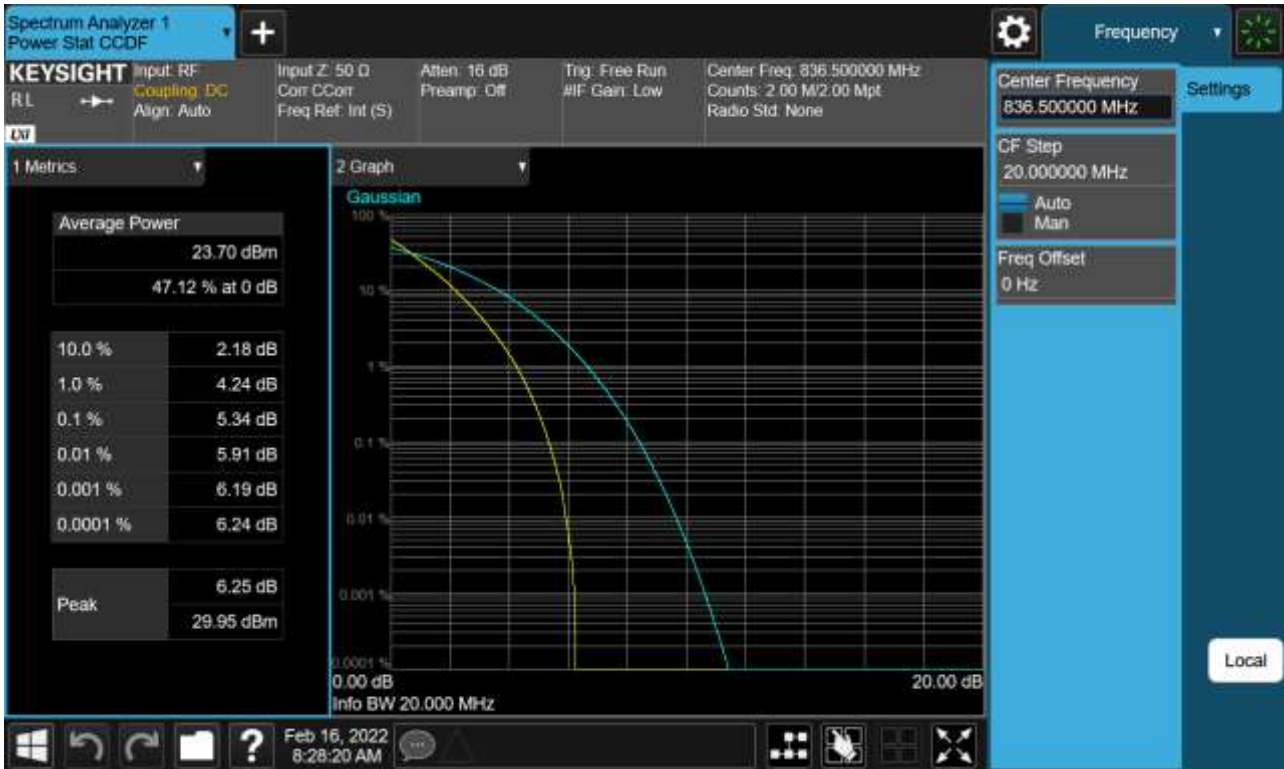 Spectrum Analyzer 1
Power Stat CCDF
+
Frequency
KEYSIGHT
RL
LXI
Input: RF
Coupling: DC
Align: Auto
Input Z: 50 Ω
Corr CCorr
Freq Ref: Int (S)
Atten: 16 dB
Preamp: Off
Trig: Free Run
#IF Gain: Low
Center Freq: 836.500000 MHz
Counts: 2.00 M/2.00 Mpt
Radio Std: None
Center Frequency
836.500000 MHz
Settings
CF Step
20.000000 MHz
Auto
Man
Freq Offset
0 Hz
Local
1 Metrics
Average Power
23.70 dBm
47.12 % at 0 dB
10.0 % 2.18 dB
1.0 % 4.24 dB
0.1 % 5.34 dB
0.01 % 5.91 dB
0.001 % 6.19 dB
0.0001 % 6.24 dB
Peak
6.25 dB
29.95 dBm
2 Graph
Gaussian
100 %
10 %
1 %
0.1 %
0.01 %
0.001 %
0.0001 %
0.00 dB 20.00 dB
Info BW 20.000 MHz
?
Feb 16, 2022
8:28:20 AM